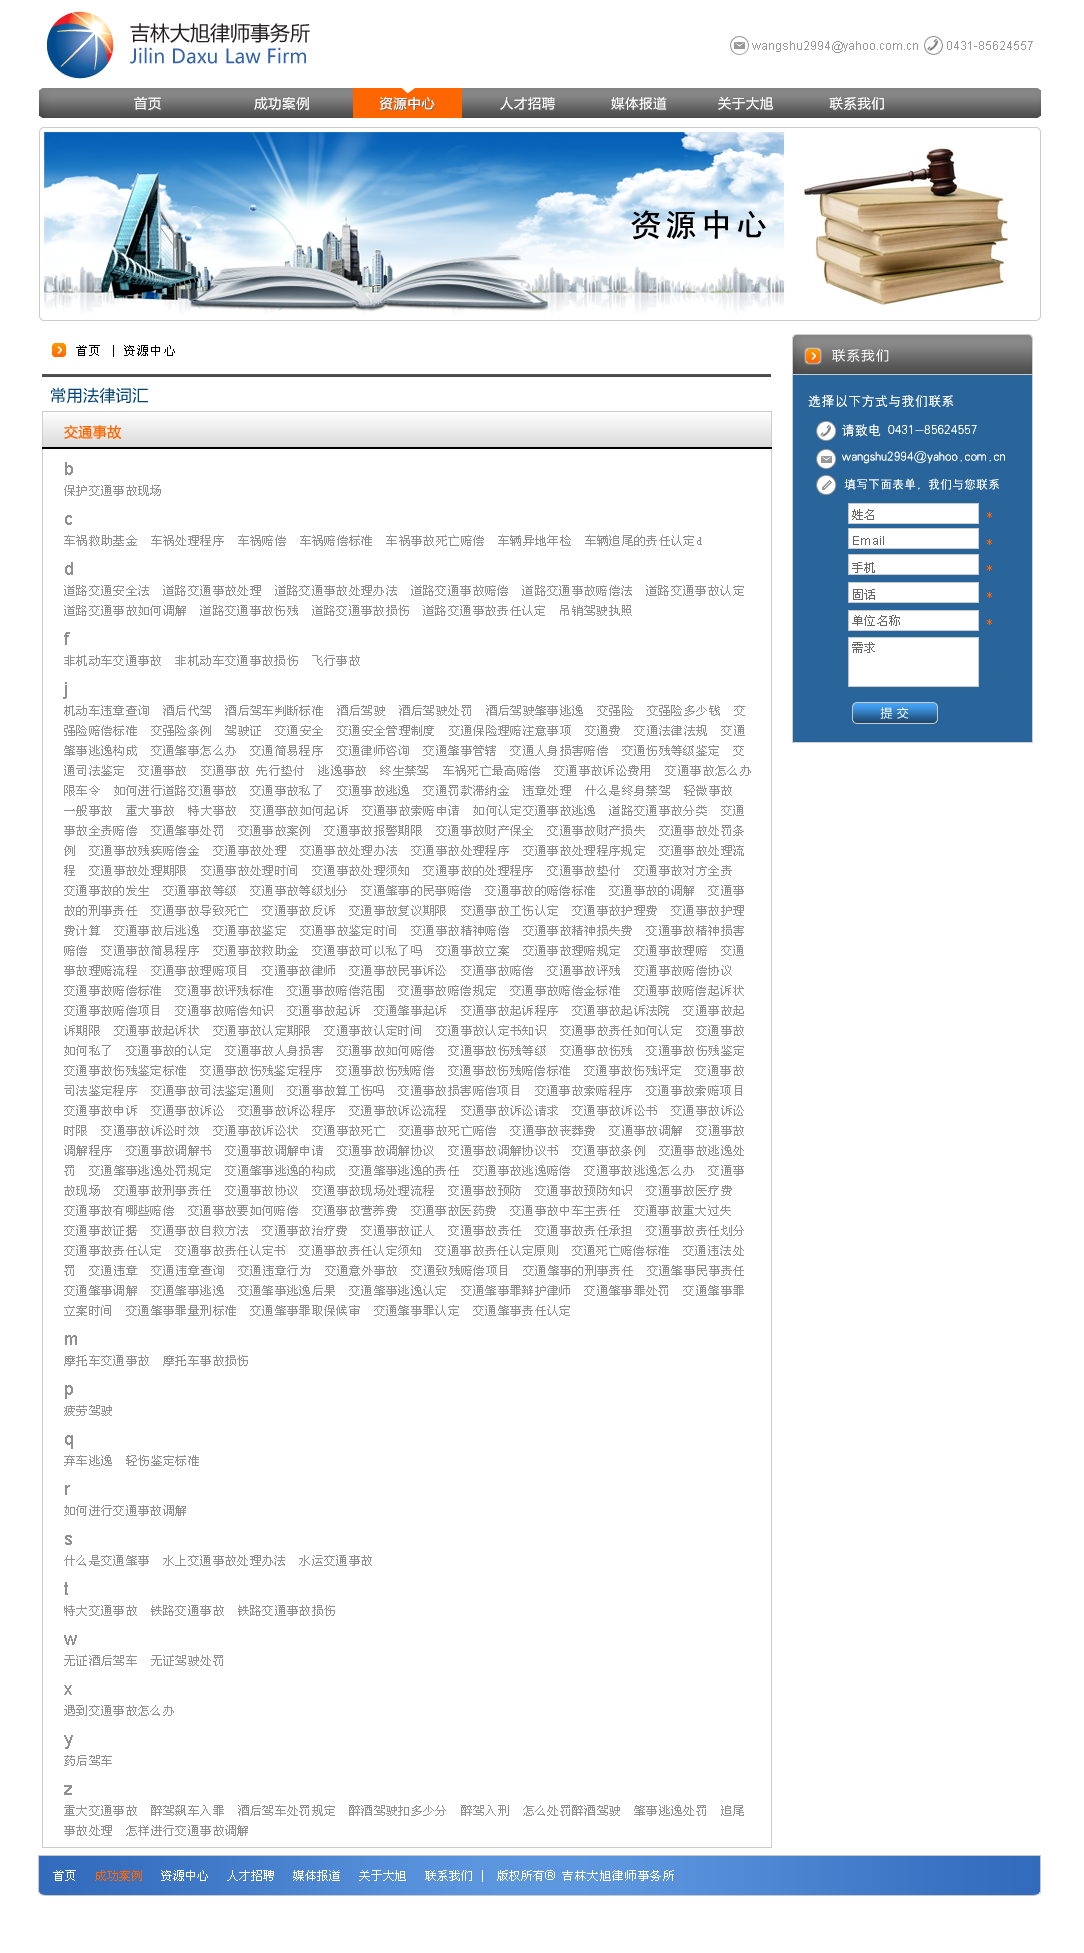 吉林大旭律师事务所
Jilin Daxu Law Firm
wangshu2994@yahoo.com.cn 0431-85624557
首页 成功案例 资源中心 人才招聘 媒体报道 关于大旭 联系我们
资源中心
首页 | 资源中心
联系我们
常用法律词汇
选择以下方式与我们联系
交通事故
请致电 0431-85624557
wangshu2994@yahoo.com.cn
填写下面表单, 我们与您联系
姓名 *
Email *
手机 *
固话 *
单位名称 *
需求
提 交
b
保护交通事故现场
c
车祸救助基金 车祸处理程序 车祸赔偿 车祸赔偿标准 车祸事故死亡赔偿 车辆异地年检 车辆追尾的责任认定d
d
道路交通安全法 道路交通事故处理 道路交通事故处理办法 道路交通事故赔偿 道路交通事故赔偿法 道路交通事故认定
道路交通事故如何调解 道路交通事故伤残 道路交通事故损伤 道路交通事故责任认定 吊销驾驶执照
f
非机动车交通事故 非机动车交通事故损伤 飞行事故
j
机动车违章查询 酒后代驾 酒后驾车判断标准 酒后驾驶 酒后驾驶处罚 酒后驾驶肇事逃逸 交强险 交强险多少钱 交
强险赔偿标准 交强险条例 驾驶证 交通安全 交通安全管理制度 交通保险理赔注意事项 交通费 交通法律法规 交通
肇事逃逸构成 交通肇事怎么办 交通简易程序 交通律师咨询 交通肇事管辖 交通人身损害赔偿 交通伤残等级鉴定 交
通司法鉴定 交通事故 交通事故 先行垫付 逃逸事故 终生禁驾 车祸死亡最高赔偿 交通事故诉讼费用 交通事故怎么办
限车令 如何进行道路交通事故 交通事故私了 交通事故逃逸 交通罚款滞纳金 违章处理 什么是终身禁驾 轻微事故
一般事故 重大事故 特大事故 交通事故如何起诉 交通事故索赔申请 如何认定交通事故逃逸 道路交通事故分类 交通
事故全责赔偿 交通肇事处罚 交通事故案例 交通事故报警期限 交通事故财产保全 交通事故财产损失 交通事故处罚条
例 交通事故残疾赔偿金 交通事故处理 交通事故处理办法 交通事故处理程序 交通事故处理程序规定 交通事故处理流
程 交通事故处理期限 交通事故处理时间 交通事故处理须知 交通事故的处理程序 交通事故垫付 交通事故对方全责
交通事故的发生 交通事故等级 交通事故等级划分 交通肇事的民事赔偿 交通事故的赔偿标准 交通事故的调解 交通事
故的刑事责任 交通事故导致死亡 交通事故反诉 交通事故复议期限 交通事故工伤认定 交通事故护理费 交通事故护理
费计算 交通事故后逃逸 交通事故鉴定 交通事故鉴定时间 交通事故精神赔偿 交通事故精神损失费 交通事故精神损害
赔偿 交通事故简易程序 交通事故救助金 交通事故可以私了吗 交通事故立案 交通事故理赔规定 交通事故理赔 交通
事故理赔流程 交通事故理赔项目 交通事故律师 交通事故民事诉讼 交通事故赔偿 交通事故评残 交通事故赔偿协议
交通事故赔偿标准 交通事故评残标准 交通事故赔偿范围 交通事故赔偿规定 交通事故赔偿金标准 交通事故赔偿起诉状
交通事故赔偿项目 交通事故赔偿知识 交通事故起诉 交通肇事起诉 交通事故起诉程序 交通事故起诉法院 交通事故起
诉期限 交通事故起诉状 交通事故认定期限 交通事故认定时间 交通事故认定书知识 交通事故责任如何认定 交通事故
如何私了 交通事故的认定 交通事故人身损害 交通事故如何赔偿 交通事故伤残等级 交通事故伤残 交通事故伤残鉴定
交通事故伤残鉴定标准 交通事故伤残鉴定程序 交通事故伤残赔偿 交通事故伤残赔偿标准 交通事故伤残评定 交通事故
司法鉴定程序 交通事故司法鉴定通则 交通事故算工伤吗 交通事故损害赔偿项目 交通事故索赔程序 交通事故索赔项目
交通事故申诉 交通事故诉讼 交通事故诉讼程序 交通事故诉讼流程 交通事故诉讼请求 交通事故诉讼书 交通事故诉讼
时限 交通事故诉讼时效 交通事故诉讼状 交通事故死亡 交通事故死亡赔偿 交通事故丧葬费 交通事故调解 交通事故
调解程序 交通事故调解书 交通事故调解申请 交通事故调解协议 交通事故调解协议书 交通事故条例 交通事故逃逸处
罚 交通肇事逃逸处罚规定 交通肇事逃逸的构成 交通肇事逃逸的责任 交通事故逃逸赔偿 交通事故逃逸怎么办 交通事
故现场 交通事故刑事责任 交通事故协议 交通事故现场处理流程 交通事故预防 交通事故预防知识 交通事故医疗费
交通事故有哪些赔偿 交通事故要如何赔偿 交通事故营养费 交通事故医药费 交通事故中车主责任 交通事故重大过失
交通事故证据 交通事故自救方法 交通事故治疗费 交通事故证人 交通事故责任 交通事故责任承担 交通事故责任划分
交通事故责任认定 交通事故责任认定书 交通事故责任认定须知 交通事故责任认定原则 交通死亡赔偿标准 交通违法处
罚 交通违章 交通违章查询 交通违章行为 交通意外事故 交通致残赔偿项目 交通肇事的刑事责任 交通肇事民事责任
交通肇事调解 交通肇事逃逸 交通肇事逃逸后果 交通肇事逃逸认定 交通肇事罪辩护律师 交通肇事罪处罚 交通肇事罪
立案时间 交通肇事罪量刑标准 交通肇事罪取保候审 交通肇事罪认定 交通肇事责任认定
m
摩托车交通事故 摩托车事故损伤
p
疲劳驾驶
q
弃车逃逸 轻伤鉴定标准
r
如何进行交通事故调解
s
什么是交通肇事 水上交通事故处理办法 水运交通事故
t
特大交通事故 铁路交通事故 铁路交通事故损伤
w
无证酒后驾车 无证驾驶处罚
x
遇到交通事故怎么办
y
药后驾车
z
重大交通事故 醉驾飙车入罪 酒后驾车处罚规定 醉酒驾驶扣多少分 醉驾入刑 怎么处罚醉酒驾驶 肇事逃逸处罚 追尾
事故处理 怎样进行交通事故调解
首页 成功案例 资源中心 人才招聘 媒体报道 关于大旭 联系我们 | 版权所有® 吉林大旭律师事务所